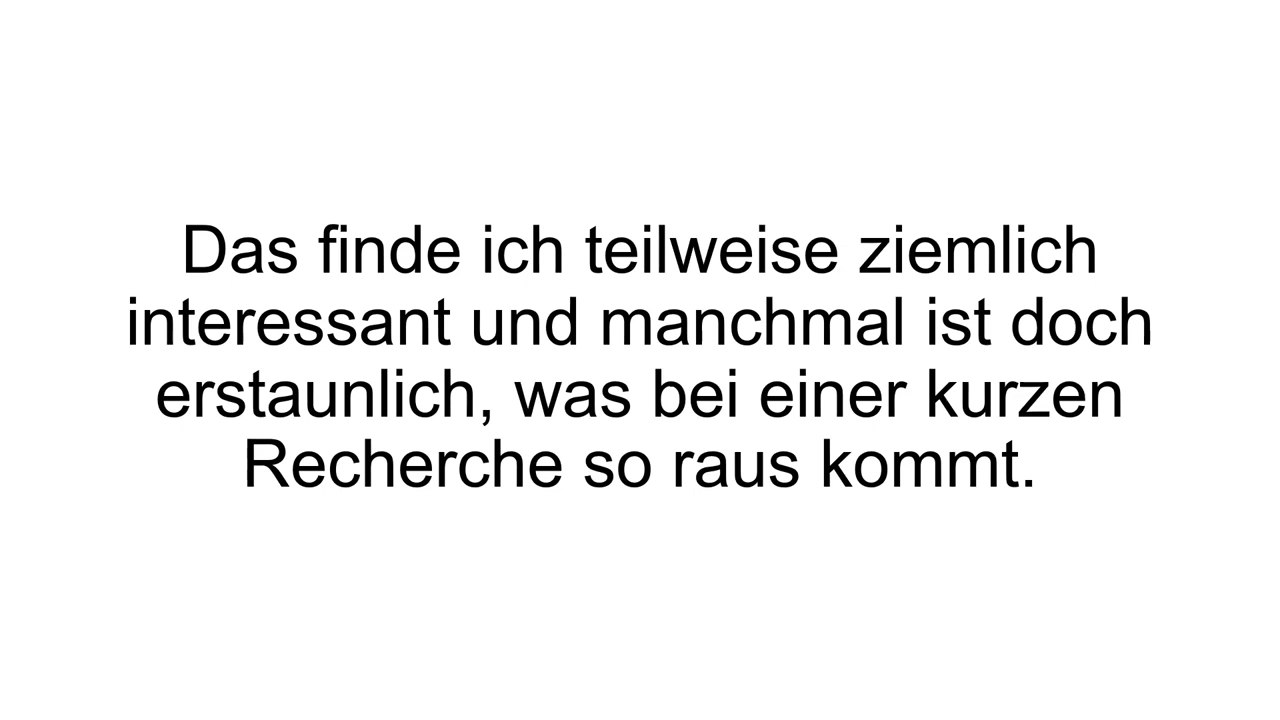 Das finde ich teilweise ziemlich
interessant und manchmal ist doch
erstaunlich, was bei einer kurzen
Recherche so raus kommt.